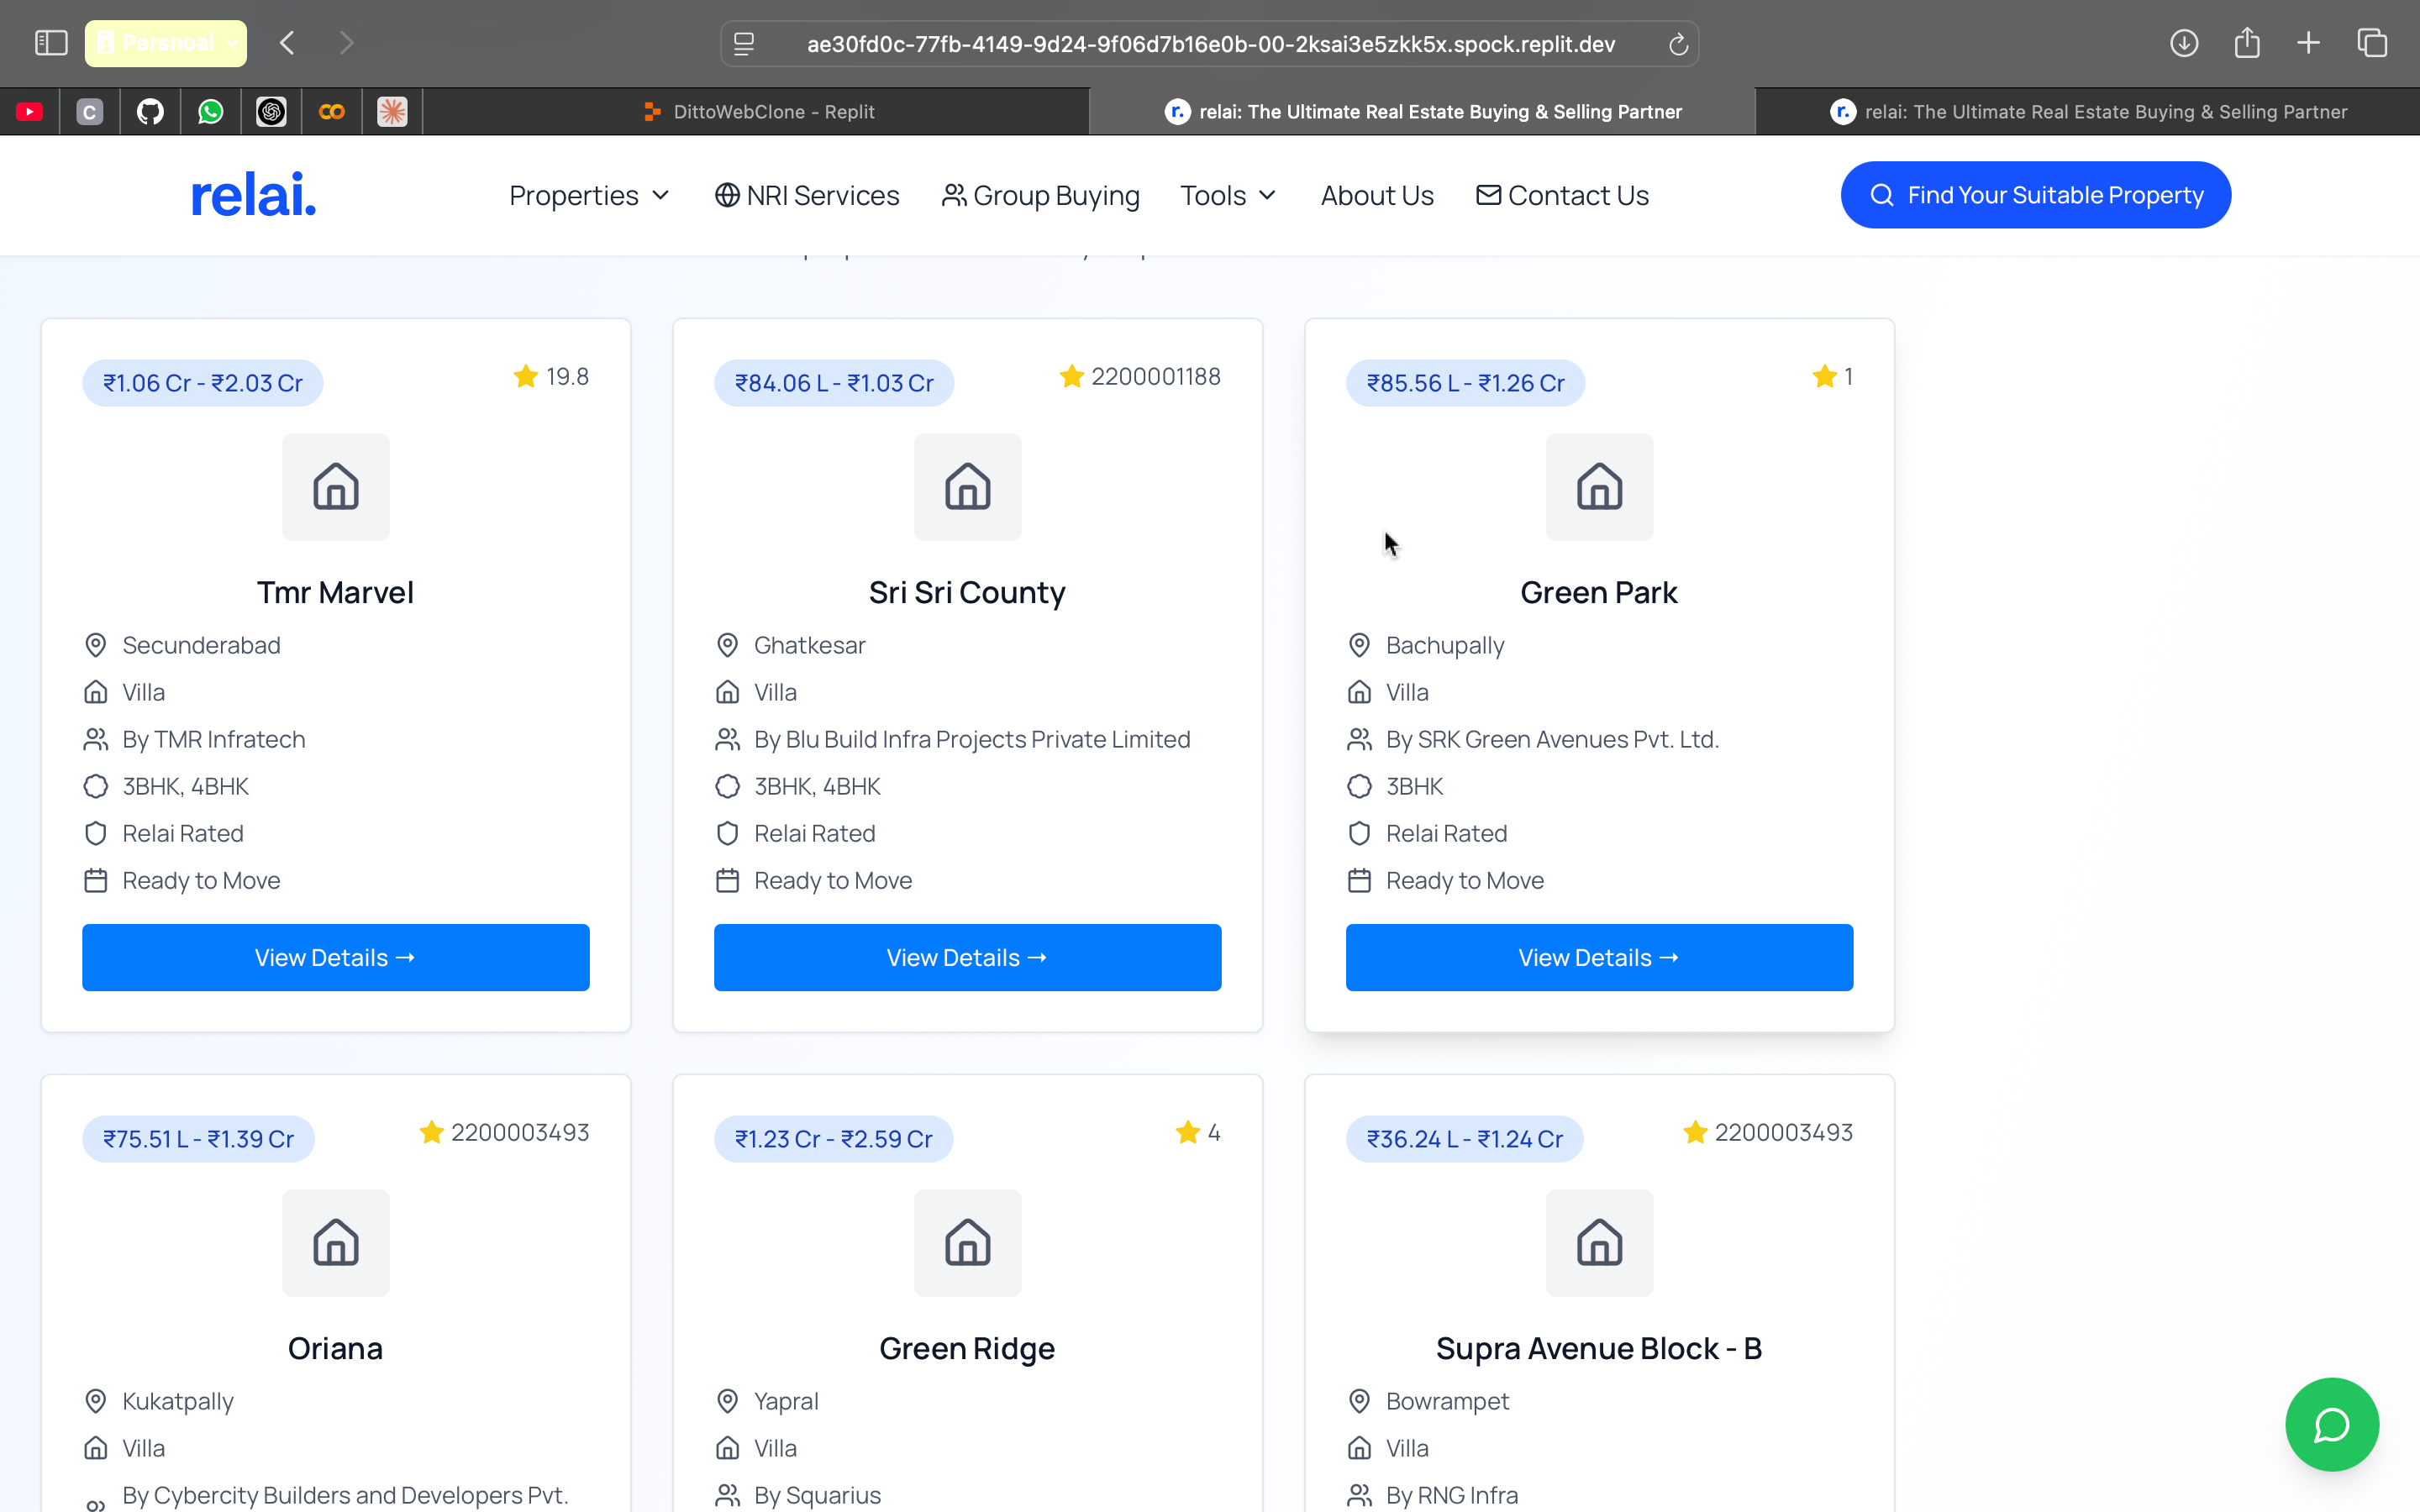 Persnoal
ae30fd0c-77fb-4149-9d24-9f06d7b16e0b-00-2ksai3e5zkk5x.spock.replit.dev
C
DittoWebClone - Replit
r. relai: The Ultimate Real Estate Buying & Selling Partner
r. relai: The Ultimate Real Estate Buying & Selling Partner
relai.
Properties
NRI Services
Group Buying
Tools
About Us
Contact Us
Find Your Suitable Property
₹1.06 Cr - ₹2.03 Cr
19.8
Tmr Marvel
Secunderabad
Villa
By TMR Infratech
3BHK, 4BHK
Relai Rated
Ready to Move
View Details →
₹84.06 L - ₹1.03 Cr
2200001188
Sri Sri County
Ghatkesar
Villa
By Blu Build Infra Projects Private Limited
3BHK, 4BHK
Relai Rated
Ready to Move
View Details →
₹85.56 L - ₹1.26 Cr
1
Green Park
Bachupally
Villa
By SRK Green Avenues Pvt. Ltd.
3BHK
Relai Rated
Ready to Move
View Details →
₹75.51 L - ₹1.39 Cr
2200003493
Oriana
Kukatpally
Villa
By Cybercity Builders and Developers Pvt.
₹1.23 Cr - ₹2.59 Cr
4
Green Ridge
Yapral
Villa
By Squarius
₹36.24 L - ₹1.24 Cr
2200003493
Supra Avenue Block - B
Bowrampet
Villa
By RNG Infra